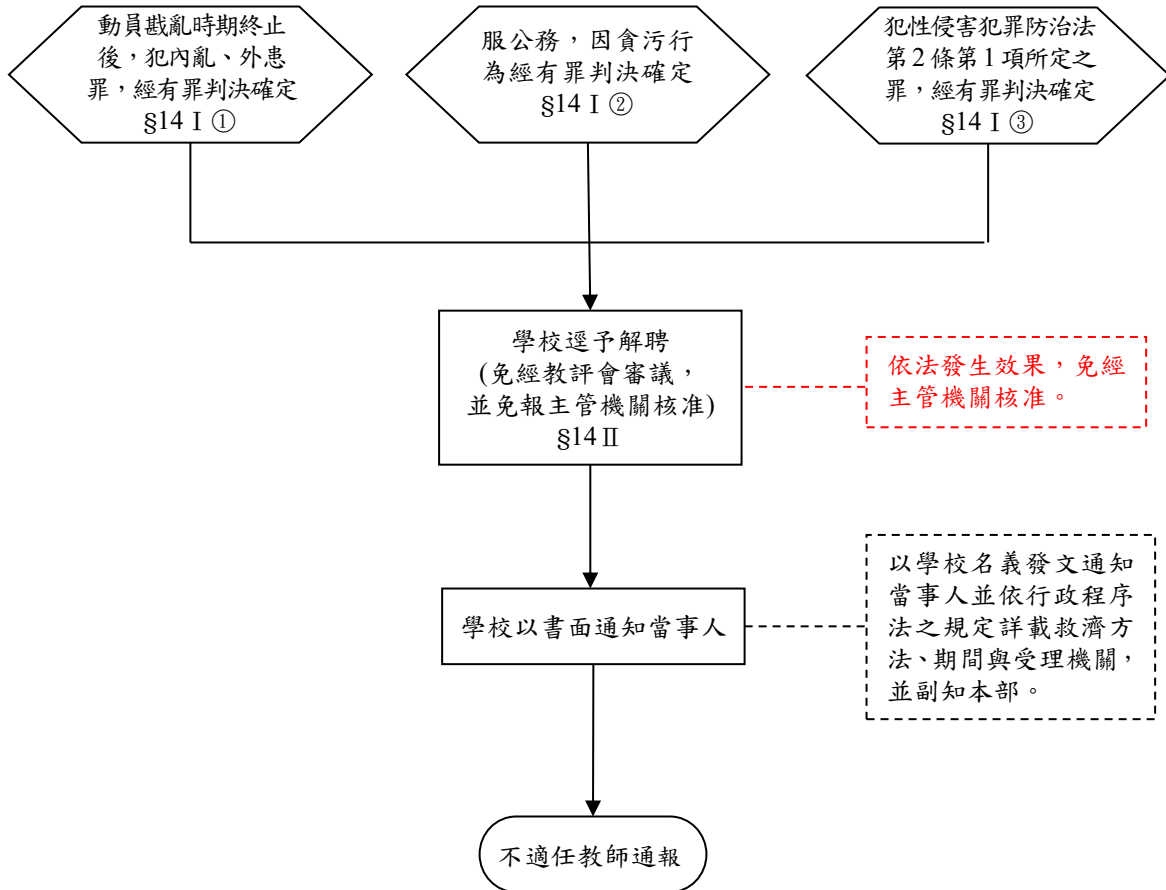 動員戡亂時期終止
後，犯內亂、外患
罪，經有罪判決確定
§14 I ①
服公務，因貪污行
為經有罪判決確定
§14 I ②
犯性侵害犯罪防治法
第 2 條第 1 項所定之
罪，經有罪判決確定
§14 I ③
學校逕予解聘
(免經教評會審議，
並免報主管機關核准)
§14 II
依法發生效果，免經
主管機關核准。
學校以書面通知當事人
以學校名義發文通知
當事人並依行政程序
法之規定詳載救濟方
法、期間與受理機關，
並副知本部。
不適任教師通報